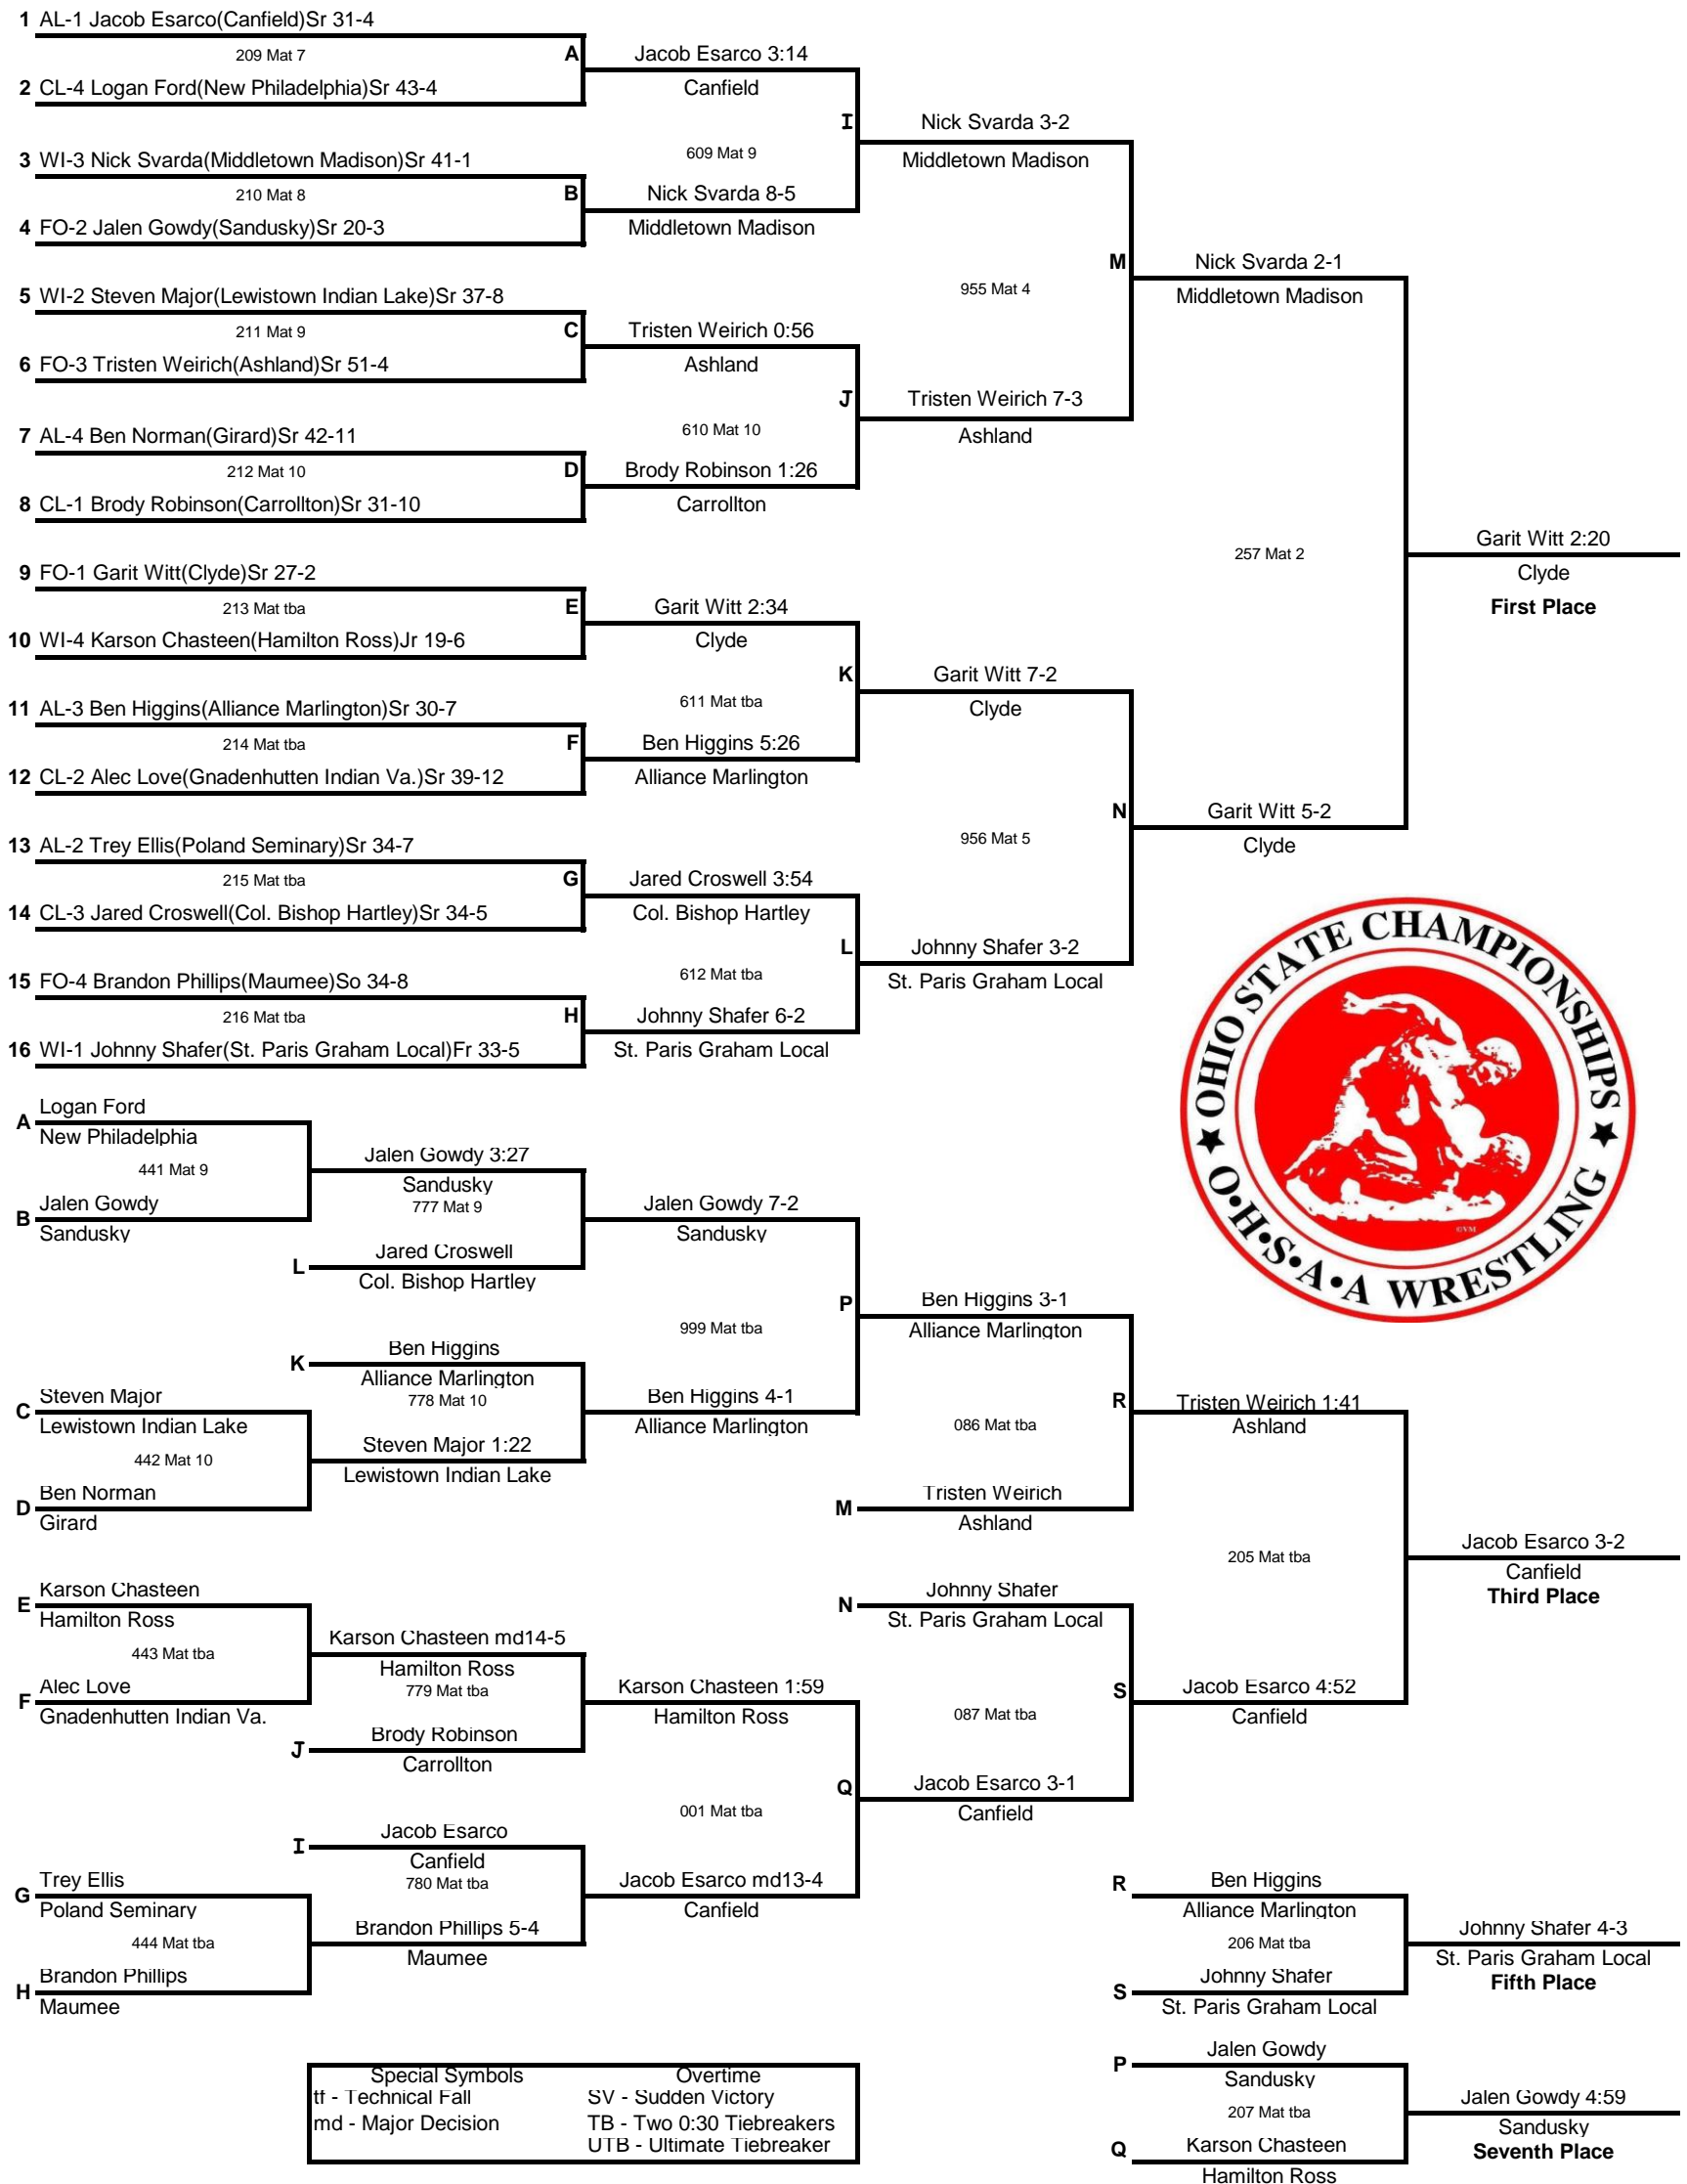 1 AL-1 Jacob Esarco(Canfield)Sr 31-4
209 Mat 7
A
2 CL-4 Logan Ford(New Philadelphia)Sr 43-4
Jacob Esarco 3:14
Canfield
I
609 Mat 9
3 WI-3 Nick Svarda(Middletown Madison)Sr 41-1
210 Mat 8
B
4 FO-2 Jalen Gowdy(Sandusky)Sr 20-3
Nick Svarda 8-5
Middletown Madison
Nick Svarda 3-2
Middletown Madison
M
955 Mat 4
5 WI-2 Steven Major(Lewistown Indian Lake)Sr 37-8
211 Mat 9
C
6 FO-3 Tristen Weirich(Ashland)Sr 51-4
Tristen Weirich 0:56
Ashland
J
610 Mat 10
7 AL-4 Ben Norman(Girard)Sr 42-11
212 Mat 10
D
8 CL-1 Brody Robinson(Carrollton)Sr 31-10
Brody Robinson 1:26
Carrollton
Tristen Weirich 7-3
Ashland
Nick Svarda 2-1
Middletown Madison
257 Mat 2
Garit Witt 2:20
Clyde
First Place
9 FO-1 Garit Witt(Clyde)Sr 27-2
213 Mat tba
E
10 WI-4 Karson Chasteen(Hamilton Ross)Jr 19-6
Garit Witt 2:34
Clyde
K
611 Mat tba
11 AL-3 Ben Higgins(Alliance Marlington)Sr 30-7
214 Mat tba
F
12 CL-2 Alec Love(Gnadenhutten Indian Va.)Sr 39-12
Ben Higgins 5:26
Alliance Marlington
Garit Witt 7-2
Clyde
N
956 Mat 5
Garit Witt 5-2
Clyde
13 AL-2 Trey Ellis(Poland Seminary)Sr 34-7
215 Mat tba
G
14 CL-3 Jared Croswell(Col. Bishop Hartley)Sr 34-5
Jared Croswell 3:54
Col. Bishop Hartley
L
612 Mat tba
15 FO-4 Brandon Phillips(Maumee)So 34-8
216 Mat tba
H
16 WI-1 Johnny Shafer(St. Paris Graham Local)Fr 33-5
Johnny Shafer 6-2
St. Paris Graham Local
Johnny Shafer 3-2
St. Paris Graham Local
★ OHIO STATE CHAMPIONSHIPS ★
O•H•S•A•A WRESTLING
©VM
A Logan Ford
New Philadelphia
441 Mat 9
B Jalen Gowdy
Sandusky
Jalen Gowdy 3:27
Sandusky
777 Mat 9
L Jared Croswell
Col. Bishop Hartley
Jalen Gowdy 7-2
Sandusky
P
999 Mat tba
K Ben Higgins
Alliance Marlington
778 Mat 10
C Steven Major
Lewistown Indian Lake
442 Mat 10
D Ben Norman
Girard
Steven Major 1:22
Lewistown Indian Lake
Ben Higgins 4-1
Alliance Marlington
Ben Higgins 3-1
Alliance Marlington
R
086 Mat tba
M Tristen Weirich
Ashland
Tristen Weirich 1:41
Ashland
205 Mat tba
Jacob Esarco 3-2
Canfield
Third Place
E Karson Chasteen
Hamilton Ross
443 Mat tba
F Alec Love
Gnadenhutten Indian Va.
Karson Chasteen md14-5
Hamilton Ross
779 Mat tba
J Brody Robinson
Carrollton
Karson Chasteen 1:59
Hamilton Ross
Q
001 Mat tba
N Johnny Shafer
St. Paris Graham Local
S
087 Mat tba
Jacob Esarco 4:52
Canfield
Jacob Esarco 3-1
Canfield
I Jacob Esarco
Canfield
780 Mat tba
G Trey Ellis
Poland Seminary
444 Mat tba
H Brandon Phillips
Maumee
Brandon Phillips 5-4
Maumee
Jacob Esarco md13-4
Canfield
R Ben Higgins
Alliance Marlington
206 Mat tba
S Johnny Shafer
St. Paris Graham Local
Johnny Shafer 4-3
St. Paris Graham Local
Fifth Place
P Jalen Gowdy
Sandusky
207 Mat tba
Q Karson Chasteen
Hamilton Ross
Jalen Gowdy 4:59
Sandusky
Seventh Place
Special Symbols Overtime
tf - Technical Fall SV - Sudden Victory
md - Major Decision TB - Two 0:30 Tiebreakers
UTB - Ultimate Tiebreaker